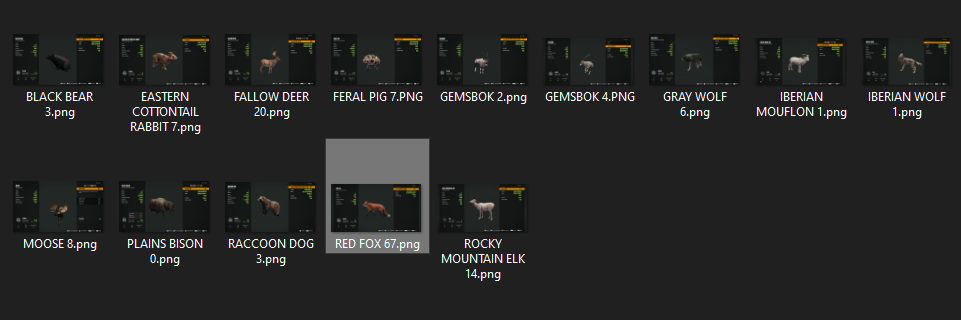 BLACK BEAR
3.png
EASTERN
COTTONTAIL
RABBIT 7.png
FALLOW DEER
20.png
FERAL PIG 7.PNG
GEMSBOK 2.png
GEMSBOK 4.PNG
GRAY WOLF
6.png
IBERIAN
MOUFLON 1.png
IBERIAN WOLF
1.png
MOOSE 8.png
PLAINS BISON
0.png
RACCOON DOG
3.png
RED FOX 67.png
ROCKY
MOUNTAIN ELK
14.png